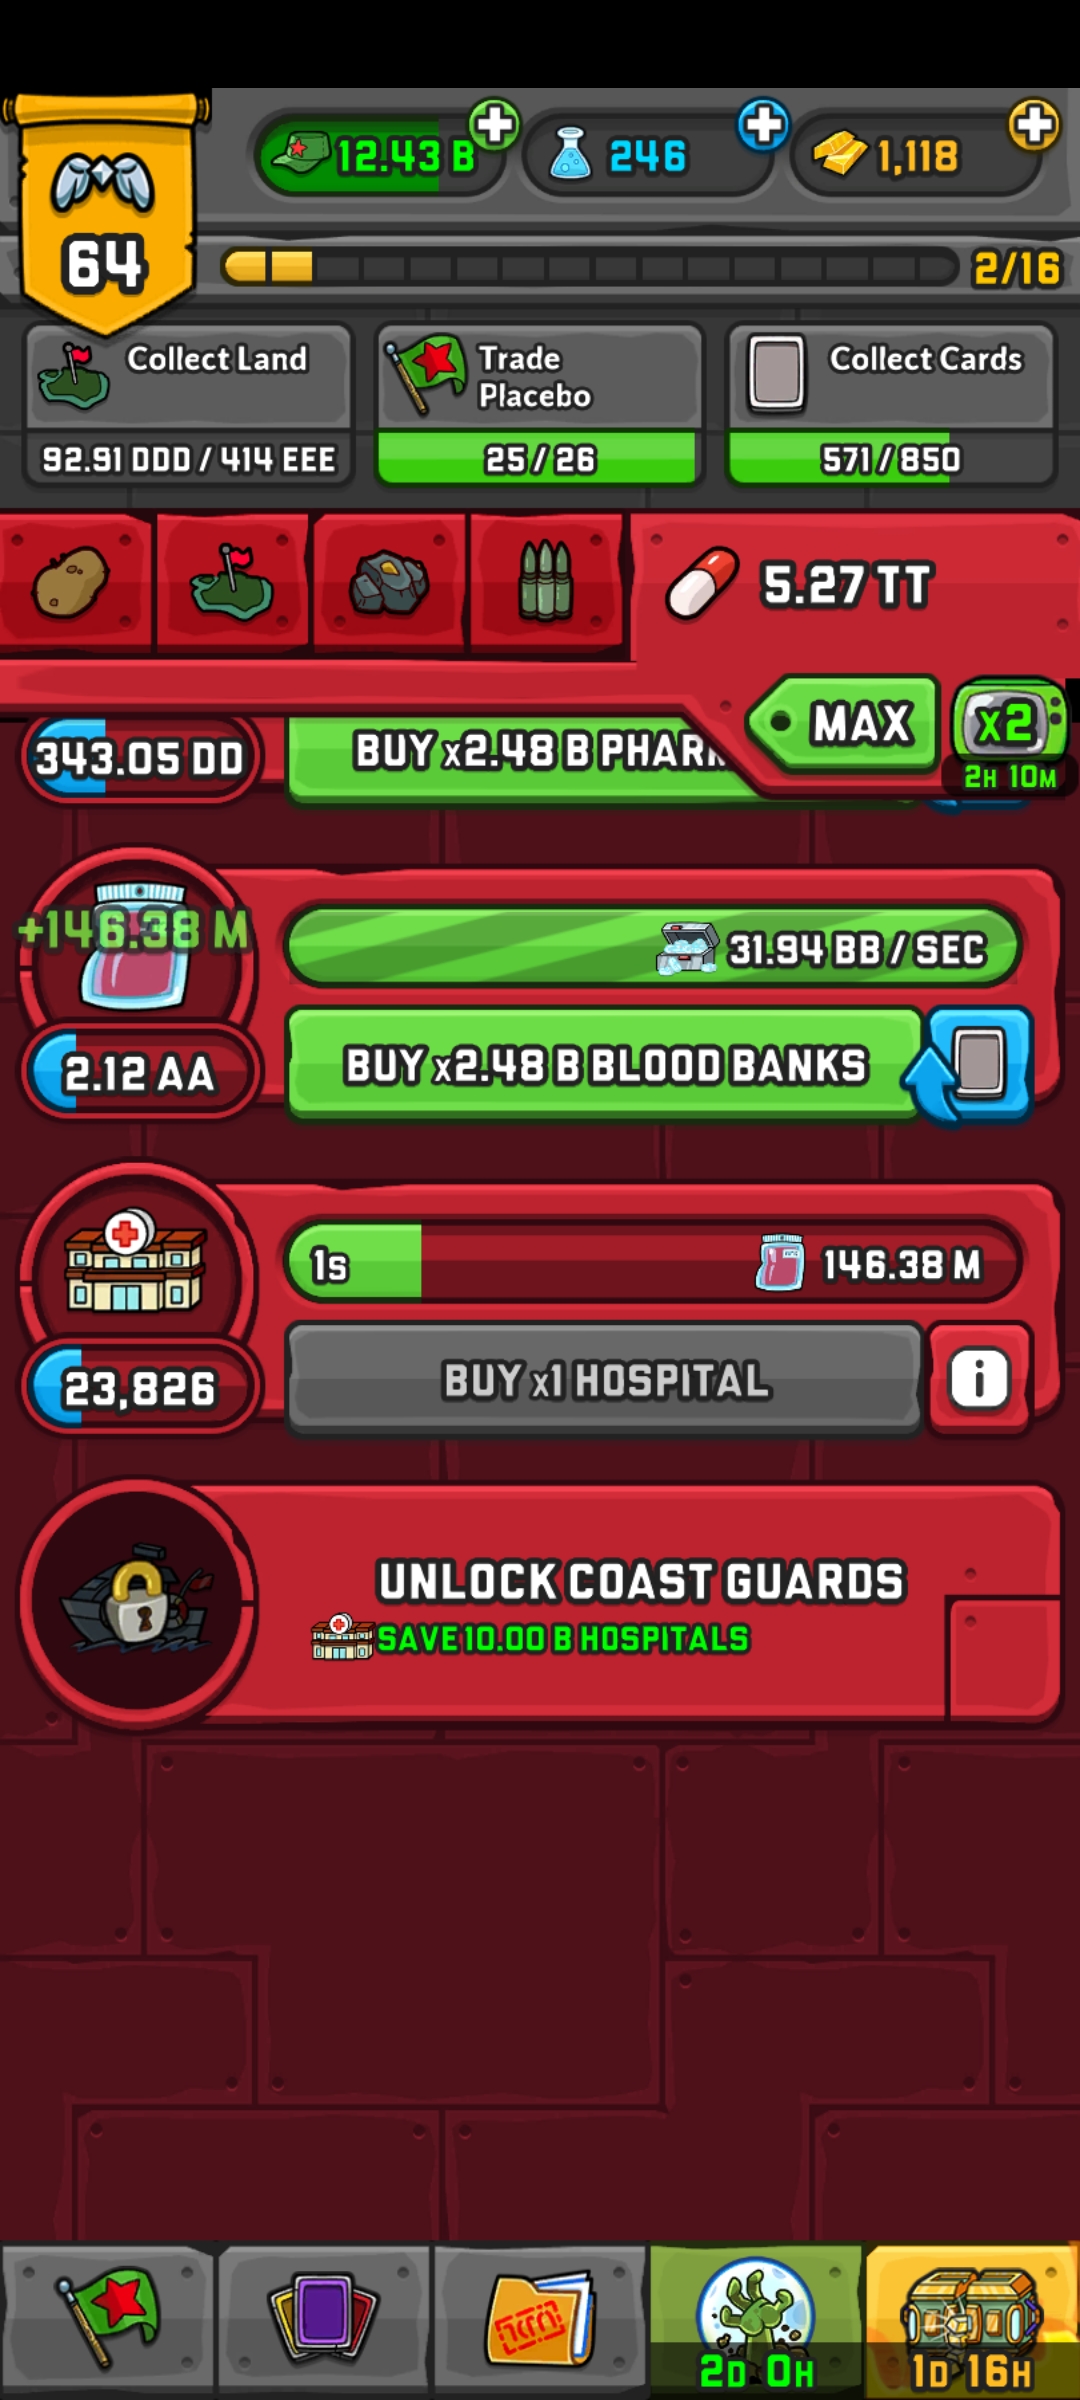 12.43 B
246
1,118
64
2/16
Collect Land
92.91 DDD / 414 EEE
Trade
Placebo
25 / 26
Collect Cards
571 / 850
5.27 TT
MAX
x2
2H 10M
343.05 DD
BUY x2.48 B PHAR
+146.38 M
31.94 BB / SEC
2.12 AA
BUY x2.48 B BLOOD BANKS
1s
146.38 M
23,826
BUY x1 HOSPITAL
i
UNLOCK COAST GUARDS
SAVE 10.00 B HOSPITALS
2D 0H
1D 16H